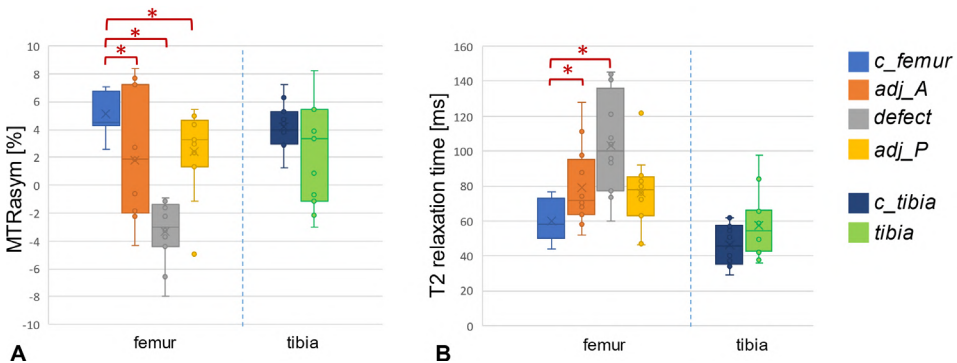 MTRasym [%]
10
8
6
4
2
0
-2
-4
-6
-8
-10
* * *
femur tibia
A
T2 relaxation time [ms]
160
140
120
100
80
60
40
20
0
* *
femur tibia
B
c_femur
adj_A
defect
adj_P
c_tibia
tibia